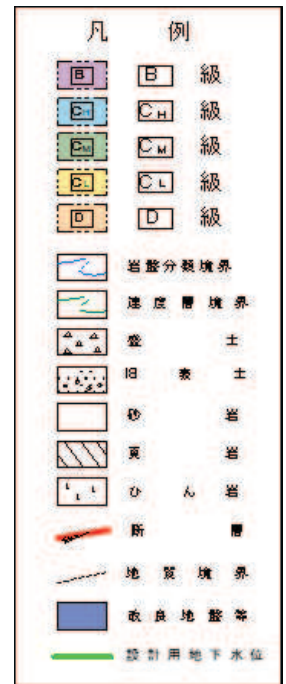 凡 例
B B 級
CH CH 級
CM CM 級
CL CL 級
D D 級
岩盤分類境界
速度層境界
盛土
旧表土
砂岩
頁岩
ひん岩
断層
地質境界
改良地盤等
設計用地下水位